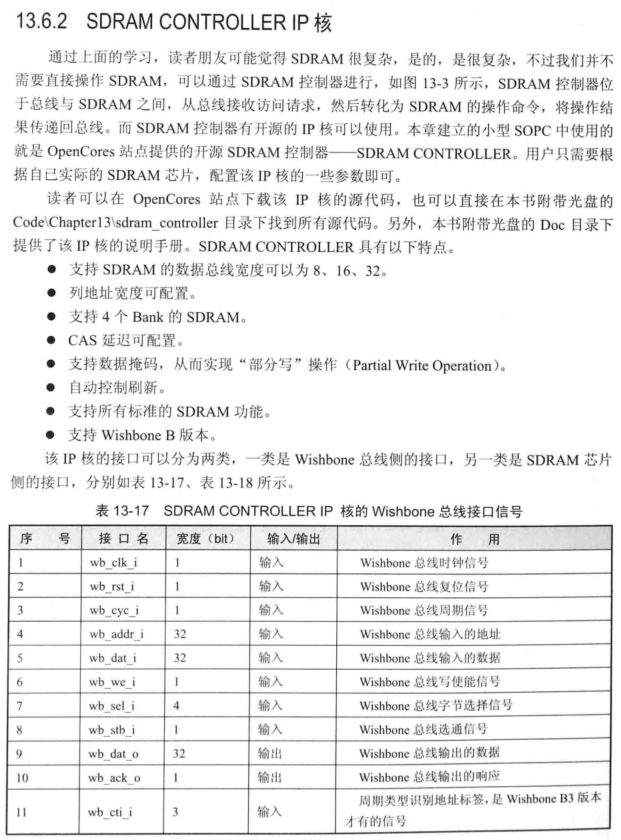 13.6.2 SDRAM CONTROLLER IP 核
通过上面的学习，读者朋友可能觉得 SDRAM 很复杂，是的，是很复杂，不过我们并不
需要直接操作 SDRAM，可以通过 SDRAM 控制器进行，如图 13-3 所示，SDRAM 控制器位
于总线与 SDRAM 之间，从总线接收访问请求，然后转化为 SDRAM 的操作命令，将操作结
果传递回总线。而 SDRAM 控制器有开源的 IP 核可以使用。本章建立的小型 SOPC 中使用的
就是 OpenCores 站点提供的开源 SDRAM 控制器——SDRAM CONTROLLER。用户只需要根
据自已实际的 SDRAM 芯片，配置该 IP 核的一些参数即可。
读者可以在 OpenCores 站点下载该 IP 核的源代码，也可以直接在本书附带光盘的
Code\Chapter13\sdram_controller 目录下找到所有源代码。另外，本书附带光盘的 Doc 目录下
提供了该 IP 核的说明手册。SDRAM CONTROLLER 具有以下特点。
● 支持 SDRAM 的数据总线宽度可以为 8、16、32。
● 列地址宽度可配置。
● 支持 4 个 Bank 的 SDRAM。
● CAS 延迟可配置。
● 支持数据掩码，从而实现“部分写”操作（Partial Write Operation）。
● 自动控制刷新。
● 支持所有标准的 SDRAM 功能。
● 支持 Wishbone B 版本。
该 IP 核的接口可以分为两类，一类是 Wishbone 总线侧的接口，另一类是 SDRAM 芯片
侧的接口，分别如表 13-17、表 13-18 所示。
表 13-17 SDRAM CONTROLLER IP 核的 Wishbone 总线接口信号
序 号 接 口 名 宽度（bit） 输入/输出 作 用
1 wb_clk_i 1 输入 Wishbone 总线时钟信号
2 wb_rst_i 1 输入 Wishbone 总线复位信号
3 wb_cyc_i 1 输入 Wishbone 总线周期信号
4 wb_addr_i 32 输入 Wishbone 总线输入的地址
5 wb_dat_i 32 输入 Wishbone 总线输入的数据
6 wb_we_i 1 输入 Wishbone 总线写使能信号
7 wb_sel_i 4 输入 Wishbone 总线字节选择信号
8 wb_stb_i 1 输入 Wishbone 总线选通信号
9 wb_dat_o 32 输出 Wishbone 总线输出的数据
10 wb_ack_o 1 输出 Wishbone 总线输出的响应
11 wb_cti_i 3 输入 周期类型识别地址标签，是 Wishbone B3 版本
才有的信号